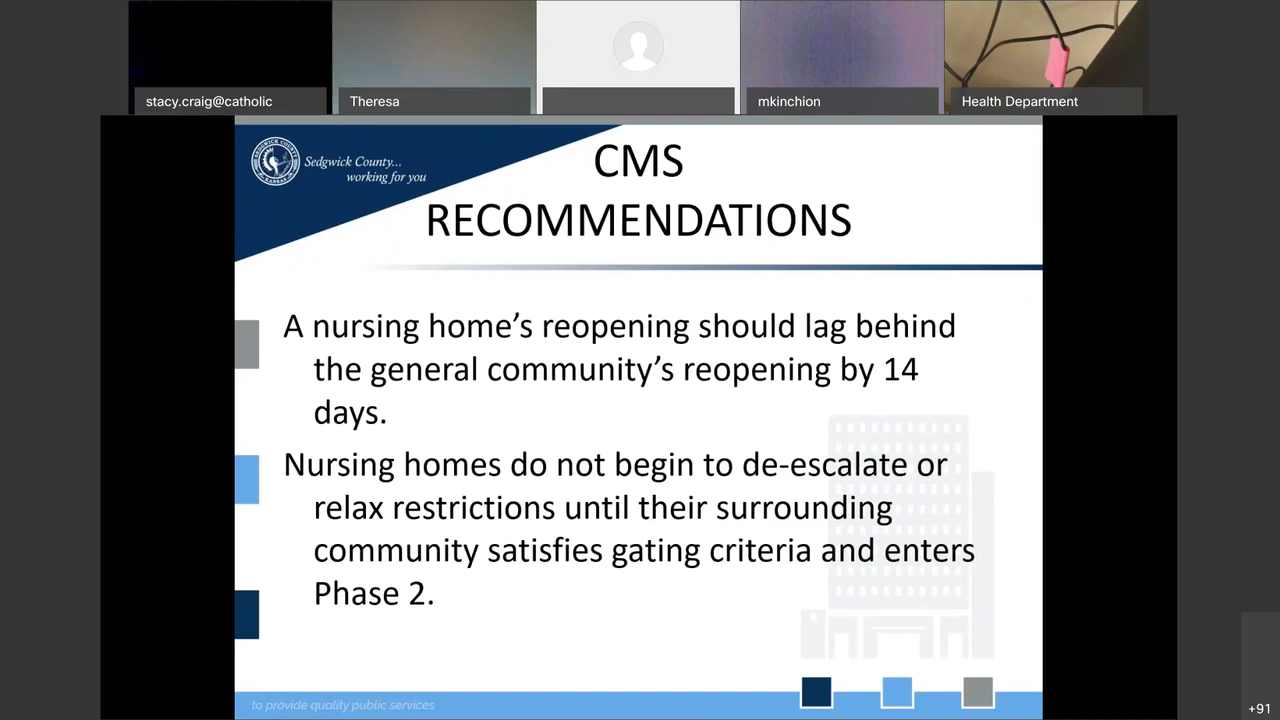 stacy.craig@catholic
Theresa
mkinchion
Health Department
Sedgwick County...
working for you
CMS
RECOMMENDATIONS
A nursing home’s reopening should lag behind
the general community’s reopening by 14
days.
Nursing homes do not begin to de-escalate or
relax restrictions until their surrounding
community satisfies gating criteria and enters
Phase 2.
to provide quality public services
+91